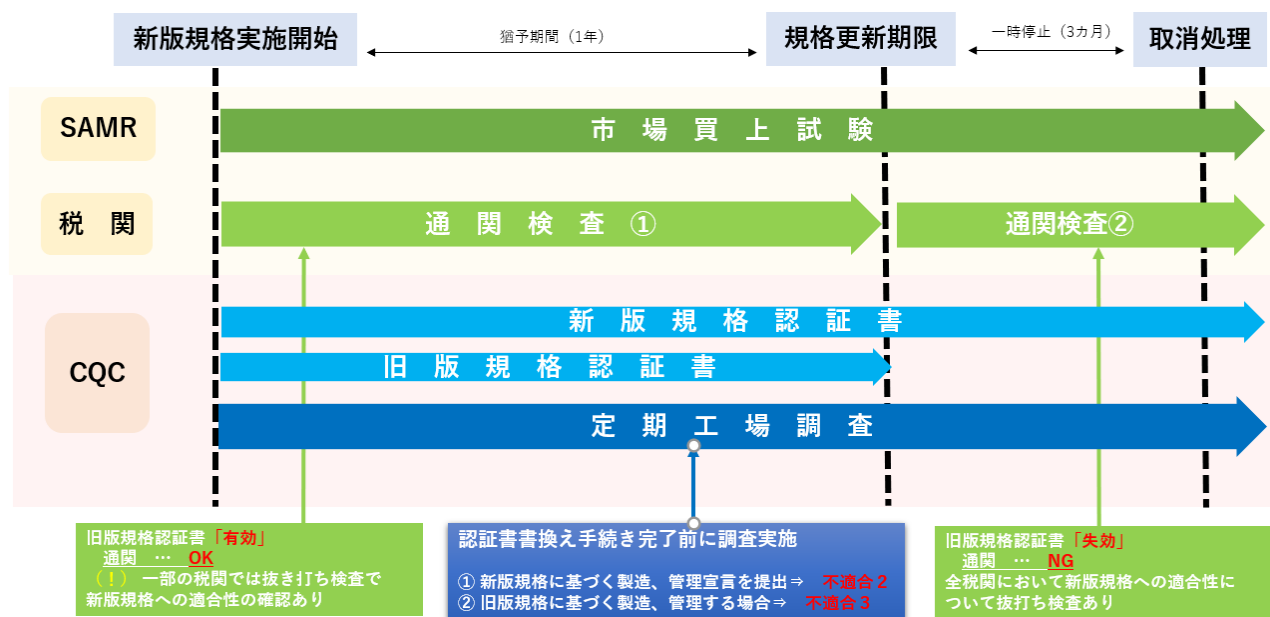 新版規格実施開始
猶予期間（1年）
規格更新期限
一時停止（3カ月）
取消処理
SAMR
市場買上試験
税　関
通関検査①
通関検査②
CQC
新版規格認証書
旧版規格認証書
定期工場調査
旧版規格認証書「有効」
通関　…　OK
（！）一部の税関では抜き打ち検査で
新版規格への適合性の確認あり
認証書書換え手続き完了前に調査実施
① 新版規格に基づく製造、管理宣言を提出⇒　不適合２
② 旧版規格に基づく製造、管理する場合⇒　不適合３
旧版規格認証書「失効」
通関　…　NG
全税関において新版規格への適合性に
ついて抜打ち検査あり